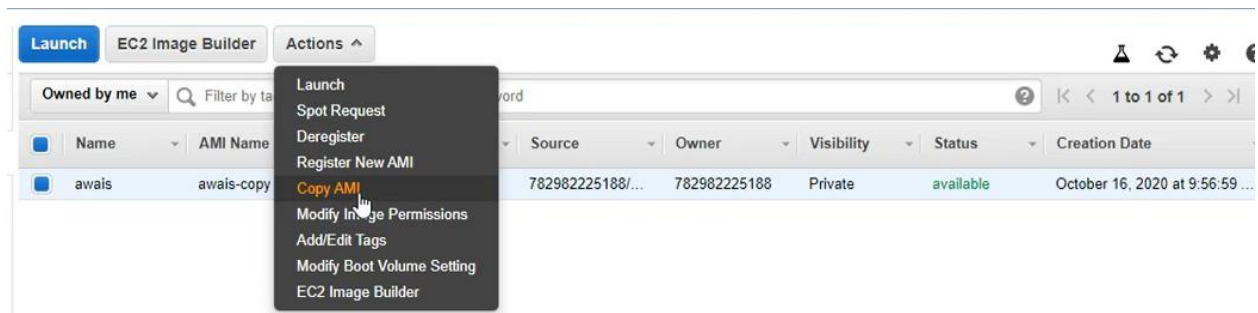 Launch EC2 Image Builder Actions
Owned by me Filter by ta ord 1 to 1 of 1
Launch
Spot Request
Deregister
Register New AMI
Copy AMI
Modify Image Permissions
Add/Edit Tags
Modify Boot Volume Setting
EC2 Image Builder
Name AMI Name Source Owner Visibility Status Creation Date
awais awais-copy 782982225188/... 782982225188 Private available October 16, 2020 at 9:56:59 ...